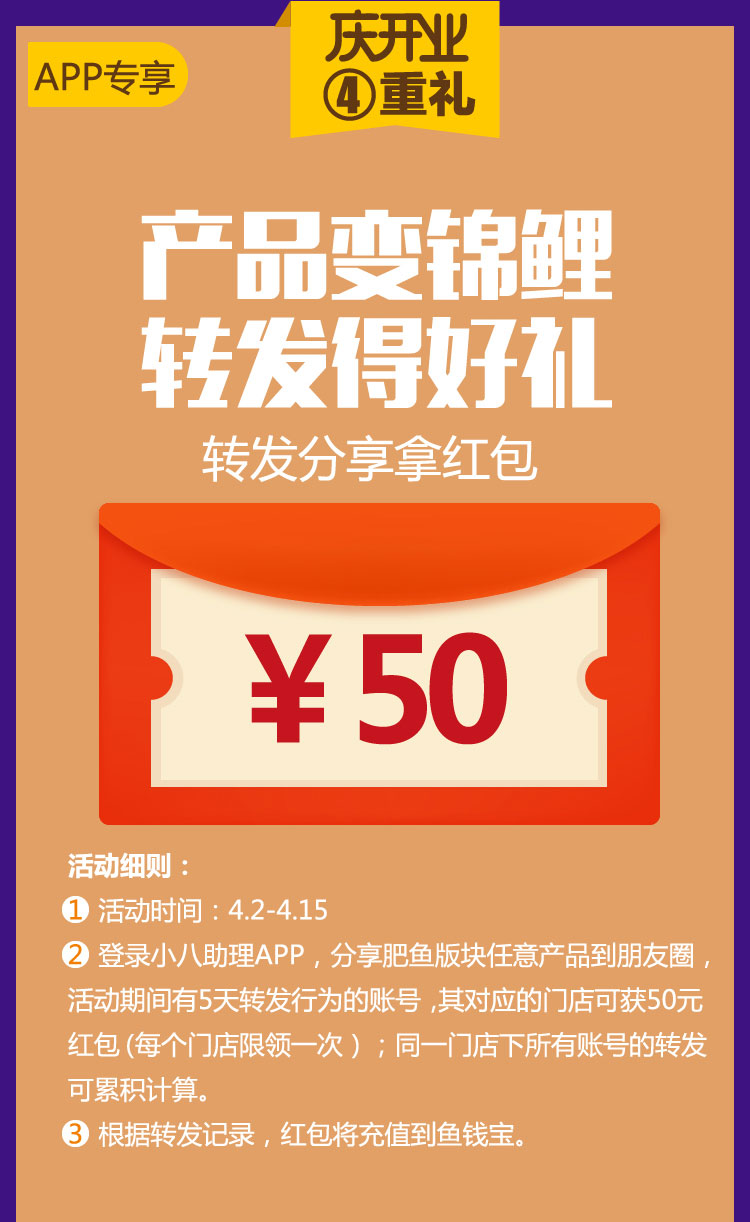 庆开业
④重礼
APP专享
产品变锦鲤
转发得好礼
转发分享拿红包
￥50
活动细则：
① 活动时间：4.2-4.15
② 登录小八助理APP，分享肥鱼版块任意产品到朋友圈，
活动期间有5天转发行为的账号,其对应的门店可获50元
红包(每个门店限领一次）；同一门店下所有账号的转发
可累积计算。
③ 根据转发记录，红包将充值到鱼钱宝。